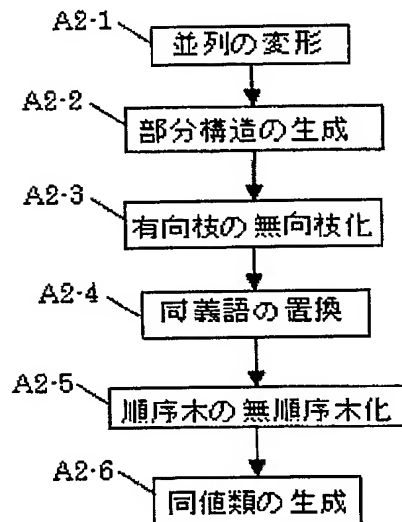 A2-1
並列の変形
A2-2
部分構造の生成
A2-3
有向枝の無向枝化
A2-4
同義語の置換
A2-5
順序木の無順序木化
A2-6
同値類の生成